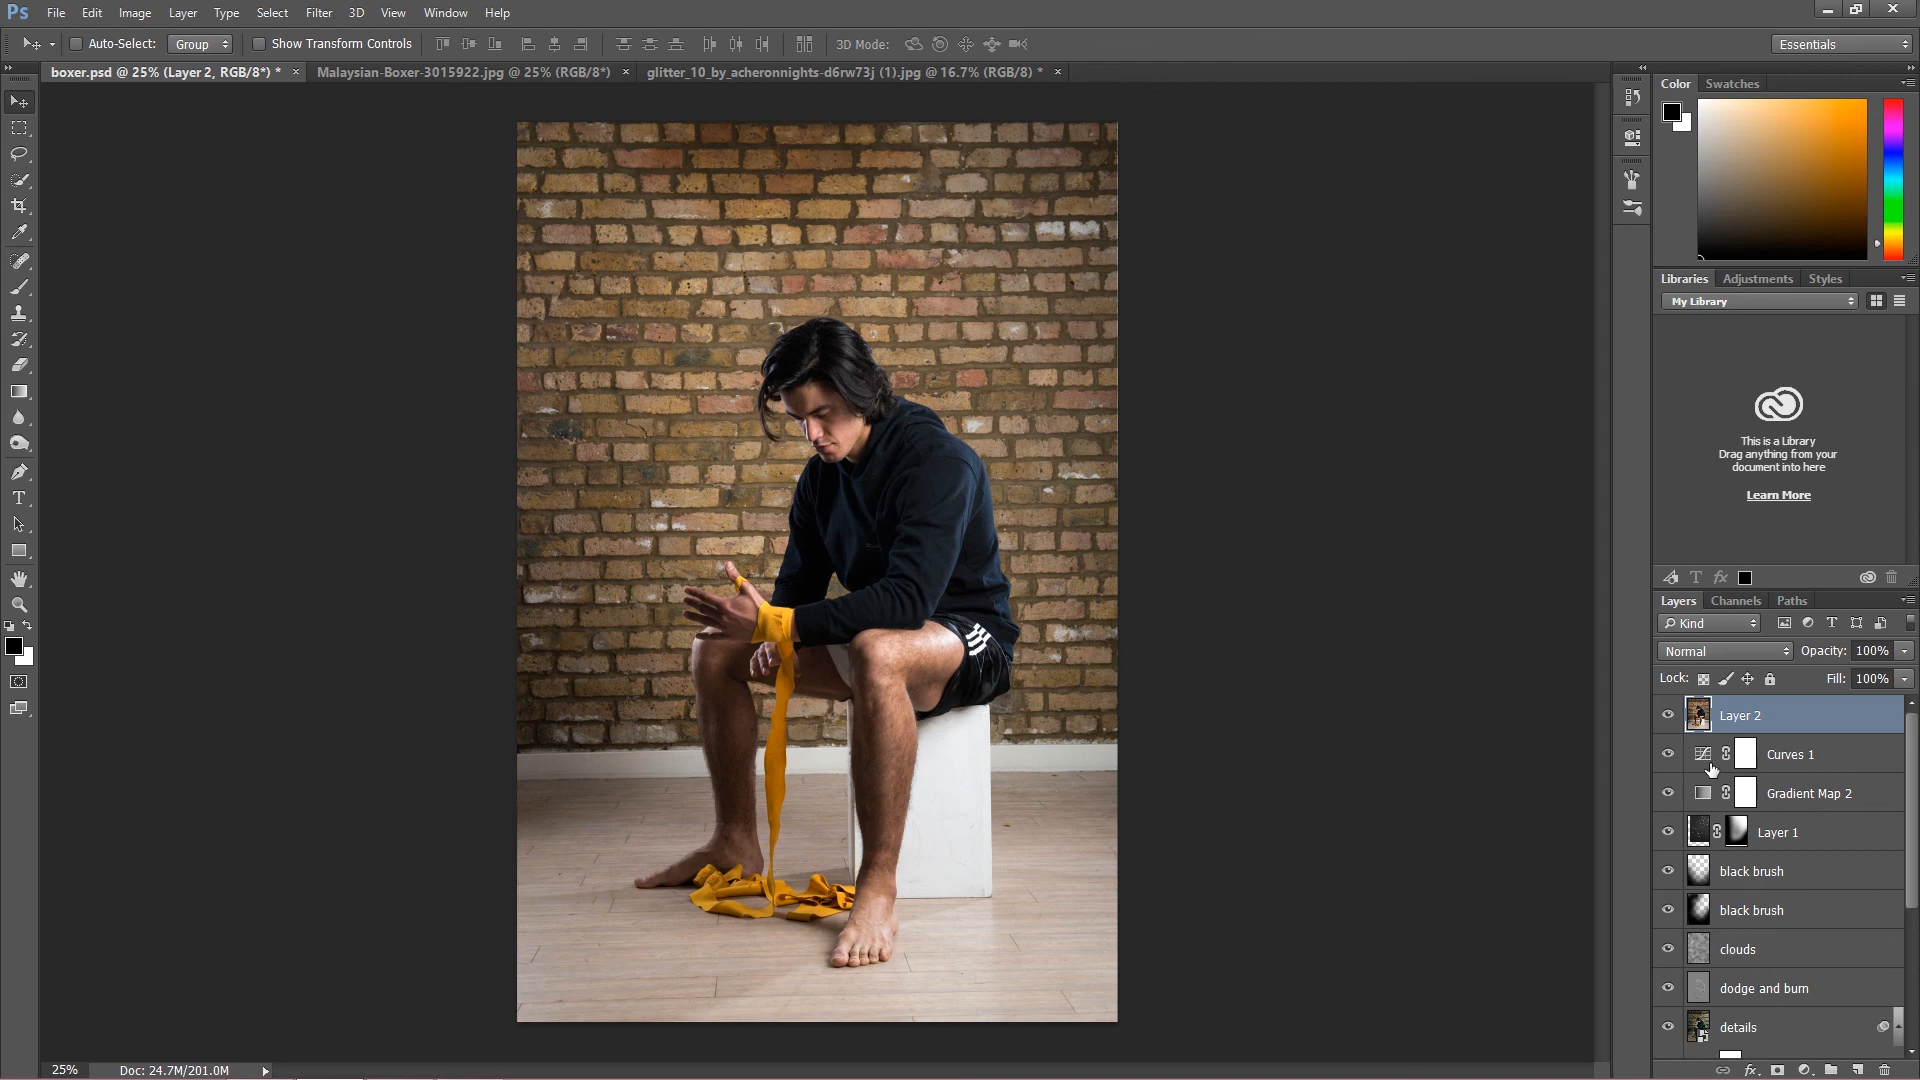 Ps File Edit Image Layer Type Select Filter 3D View Window Help
Auto-Select: Group Show Transform Controls 3D Mode: Essentials
boxer.psd @ 25% (Layer 2, RGB/8*) * × Malaysian-Boxer-3015922.jpg @ 25% (RGB/8*) × glitter_10_by_acheronnights-d6rw73j (1).jpg @ 16.7% (RGB/8) * ×
Color Swatches
Libraries Adjustments Styles
My Library
This is a Library
Drag anything from your
document into here
Learn More
Layers Channels Paths
Kind
Normal Opacity: 100%
Lock: Fill: 100%
Layer 2
Curves 1
Gradient Map 2
Layer 1
black brush
black brush
clouds
dodge and burn
details
25% Doc: 24.7M/201.0M